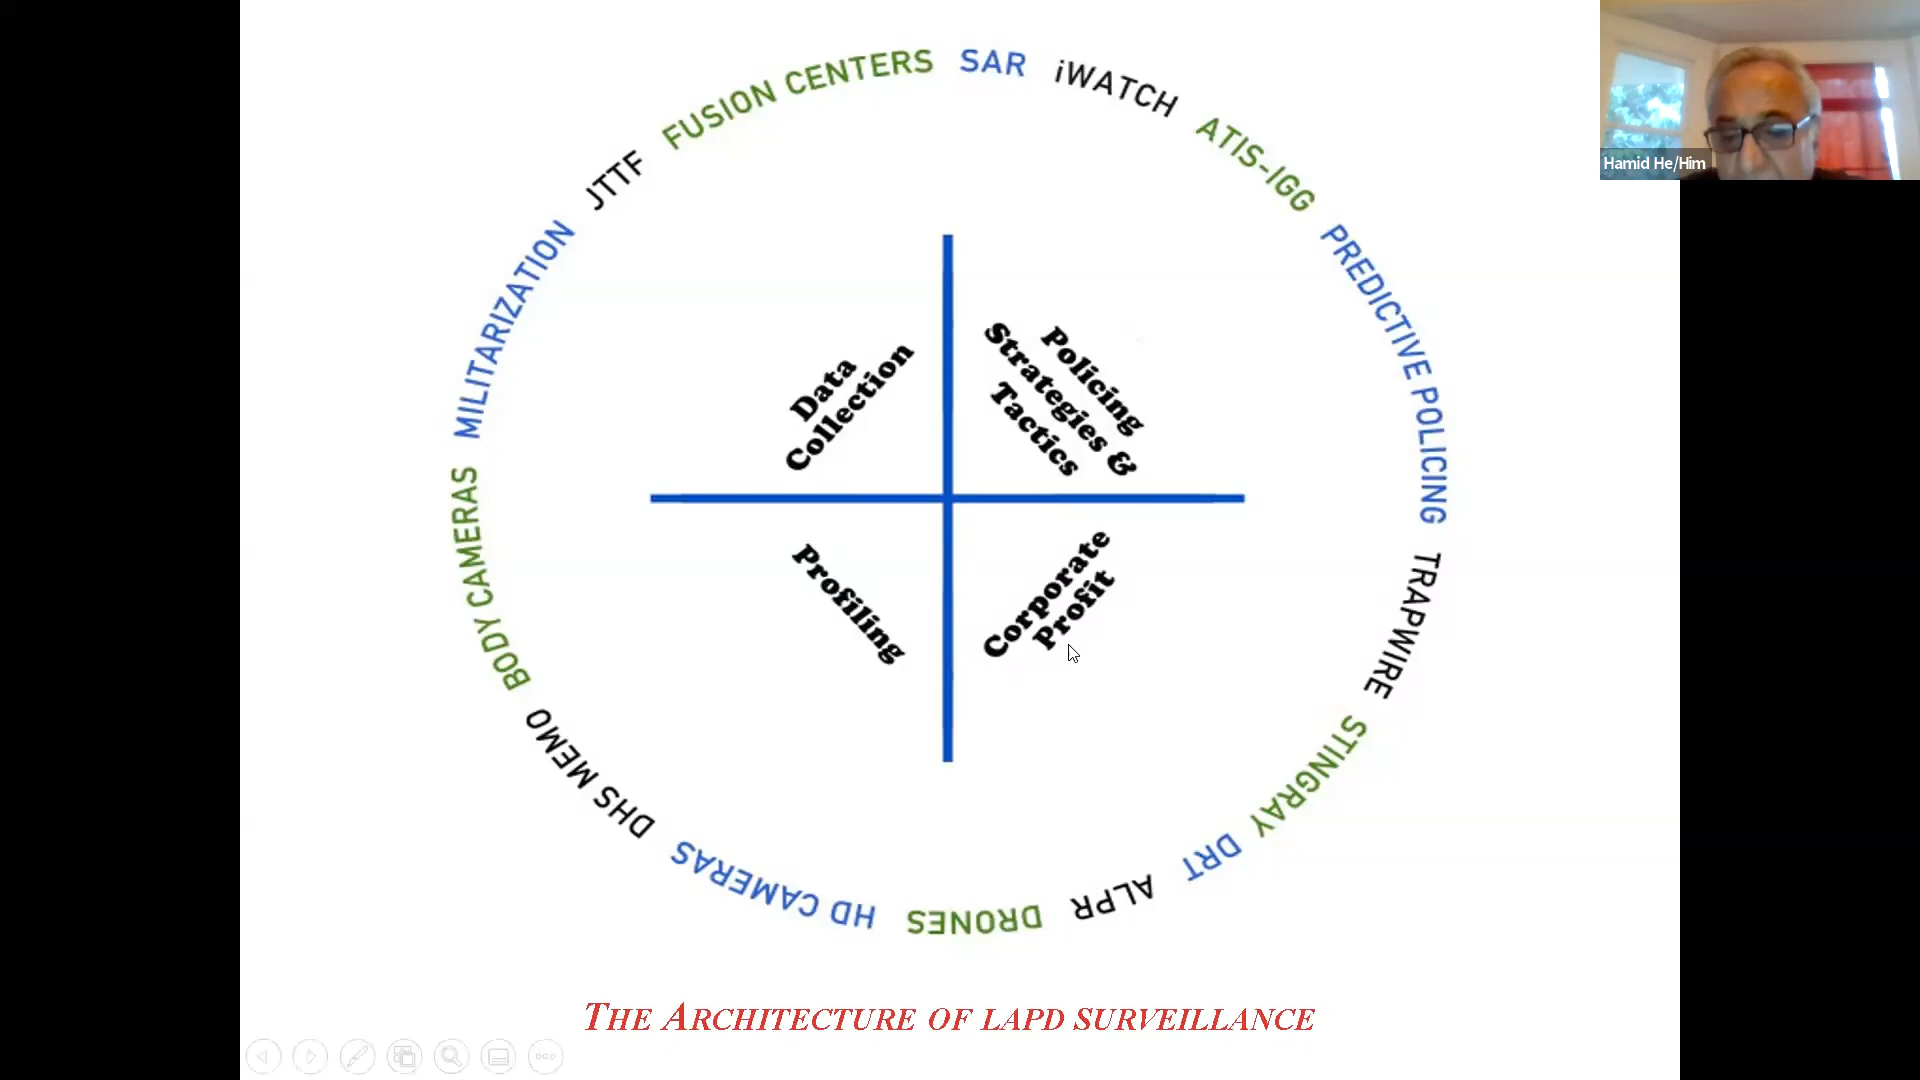 FUSION CENTERS
SAR
iWATCH
ATIS-IGG
PREDICTIVE POLICING
TRAPWIRE
STINGRAY
DRT
ALPR
DRONES
HD CAMERAS
DHS MEMO
BODY CAMERAS
MILITARIZATION
JTTF
Data
Collection
Policing
Strategies &
Tactics
Profiling
Corporate
Profit
THE ARCHITECTURE OF LAPD SURVEILLANCE
Hamid He/Him